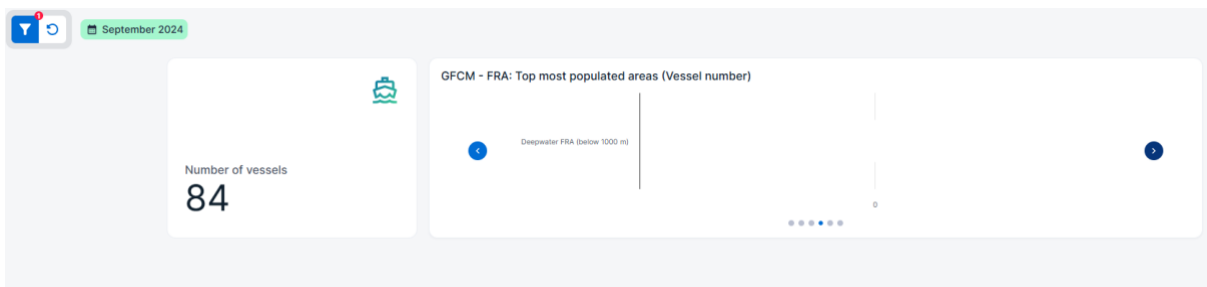 1
September 2024
GFCM - FRA: Top most populated areas (Vessel number)
Deepwater FRA (below 1000 m)
Number of vessels
84
0